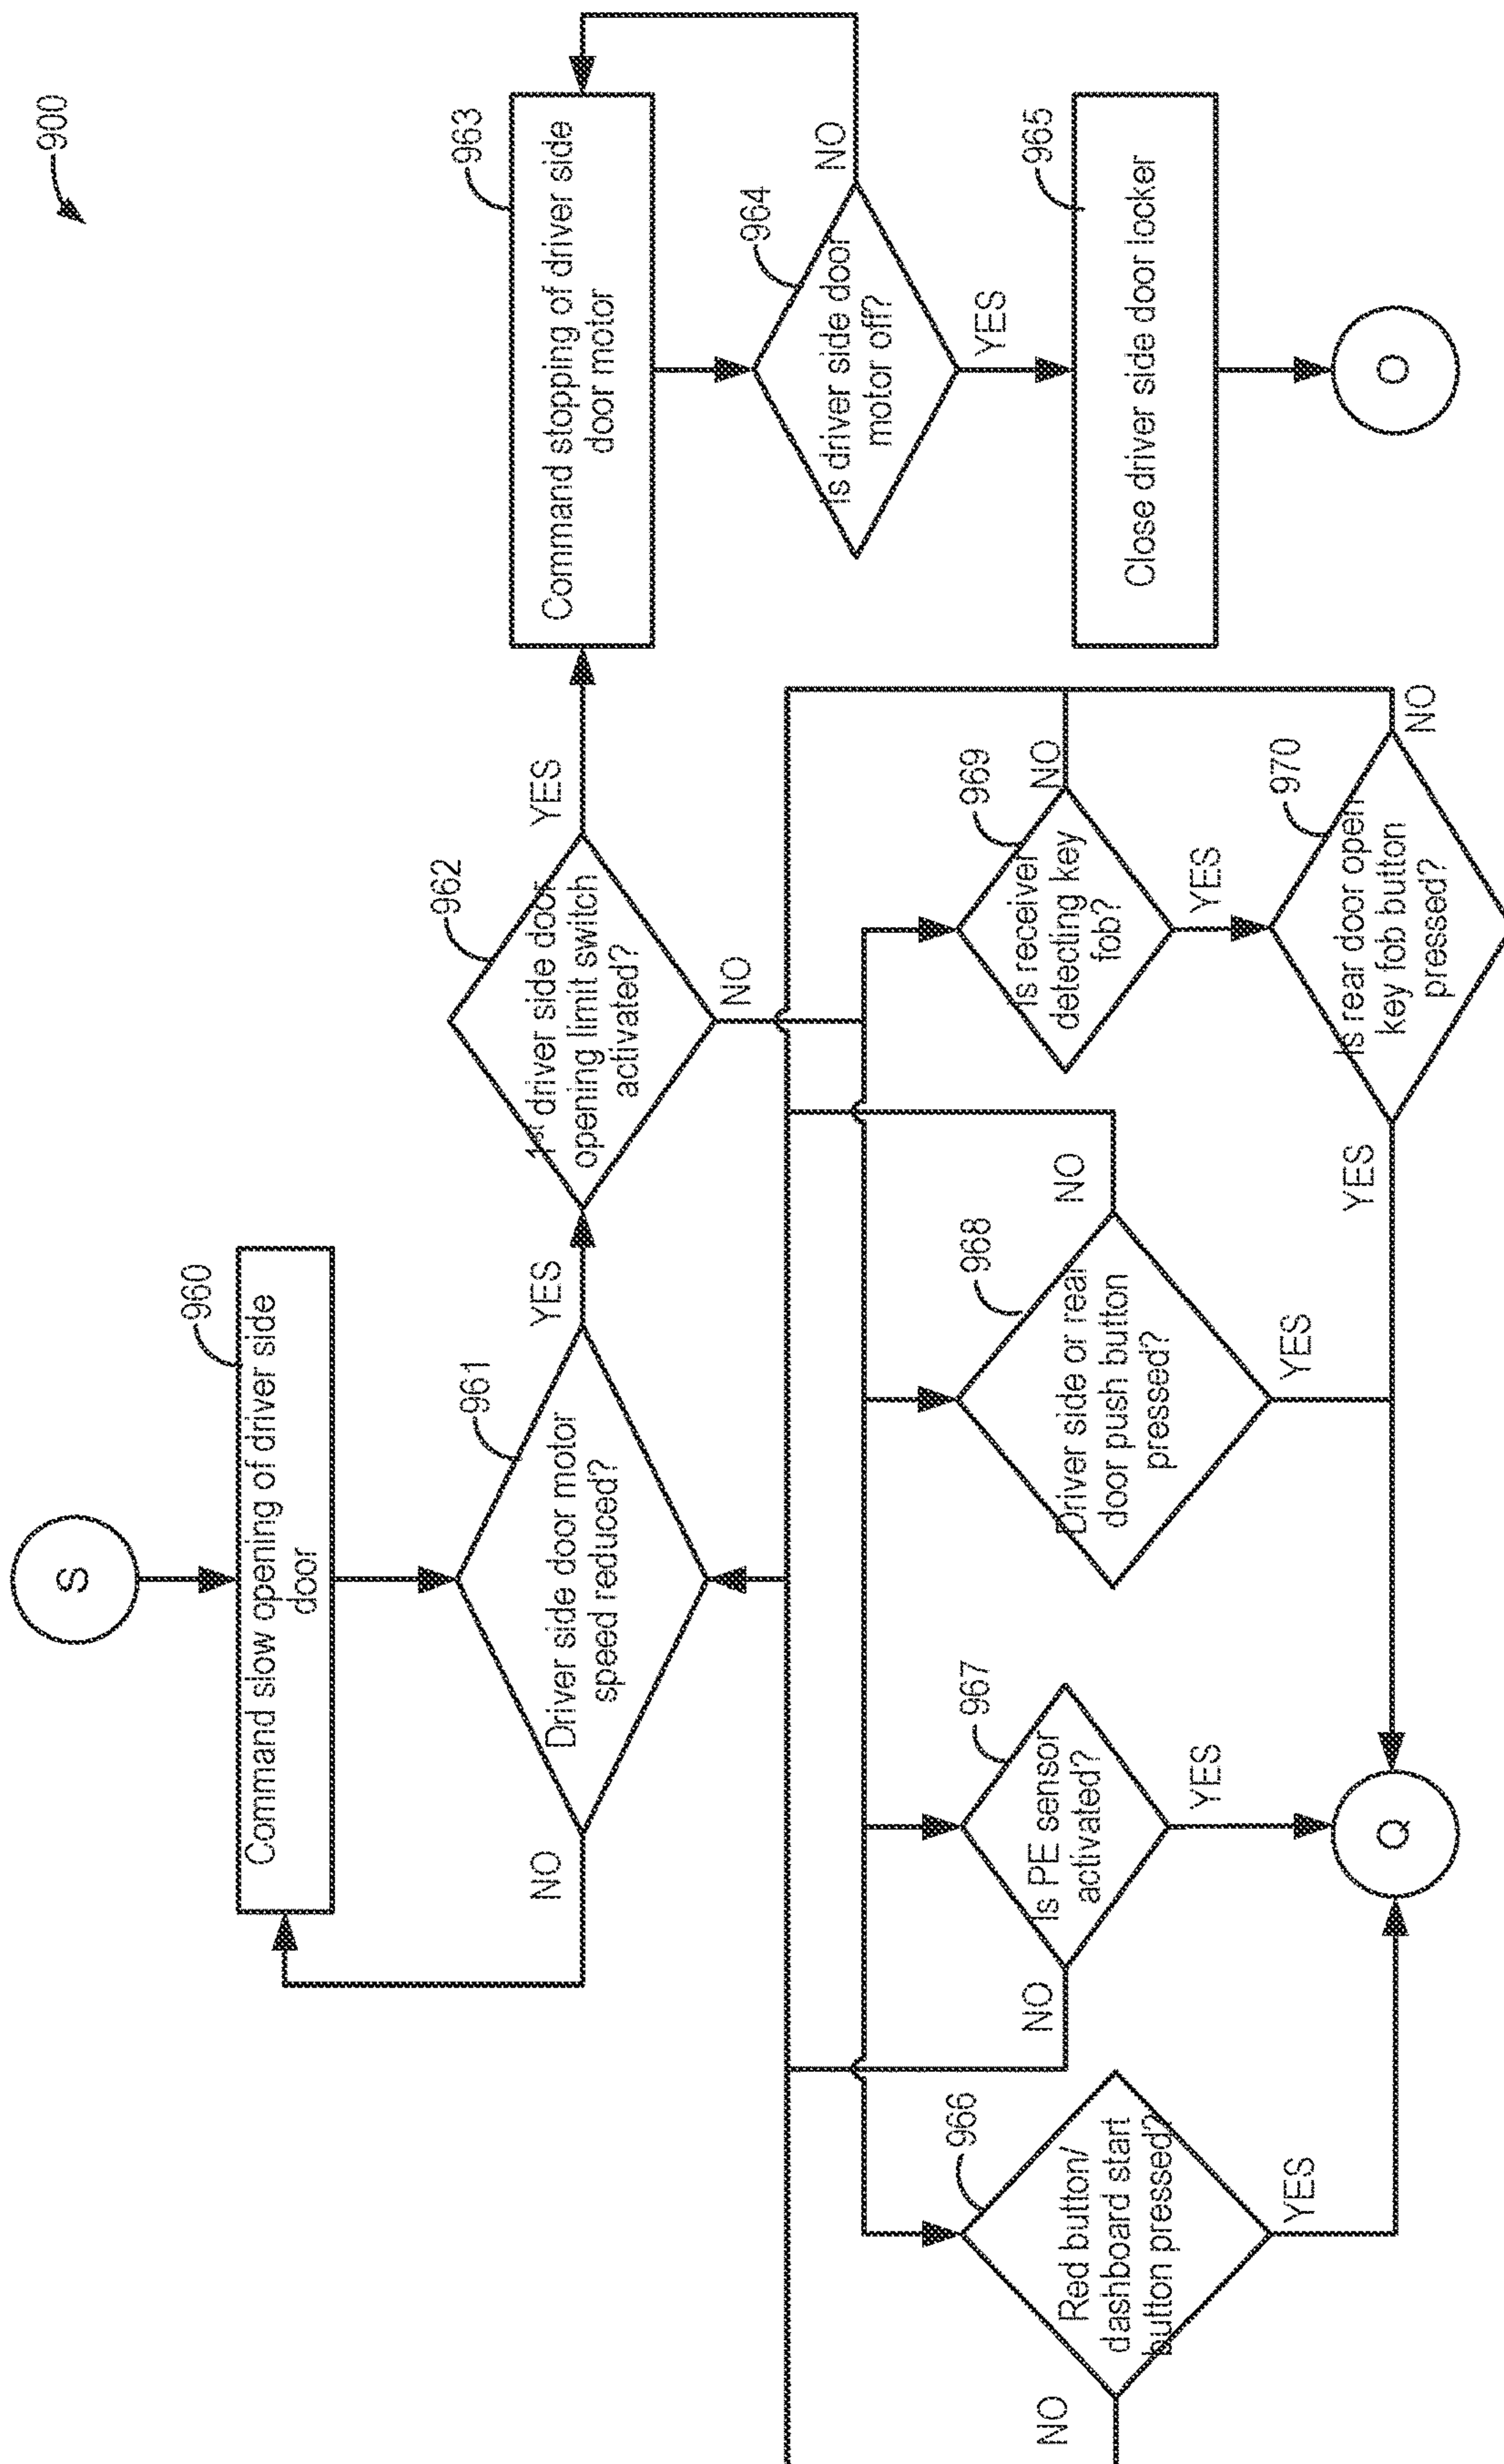 900
S
960
Command slow opening of driver side
door
961
Driver side door motor
speed reduced?
NO
YES
962
1st driver side door
opening limit switch
activated?
YES
NO
963
Command stopping of driver side
door motor
964
Is driver side door
motor off?
NO
YES
965
Close driver side door locker
O
966
Red button/
dashboard start
button pressed?
NO
YES
967
Is PE sensor
activated?
NO
YES
968
Driver side or rear
door push button
pressed?
NO
YES
969
Is receiver
detecting key
fob?
NO
YES
970
Is rear door open
key fob button
pressed?
NO
YES
Q